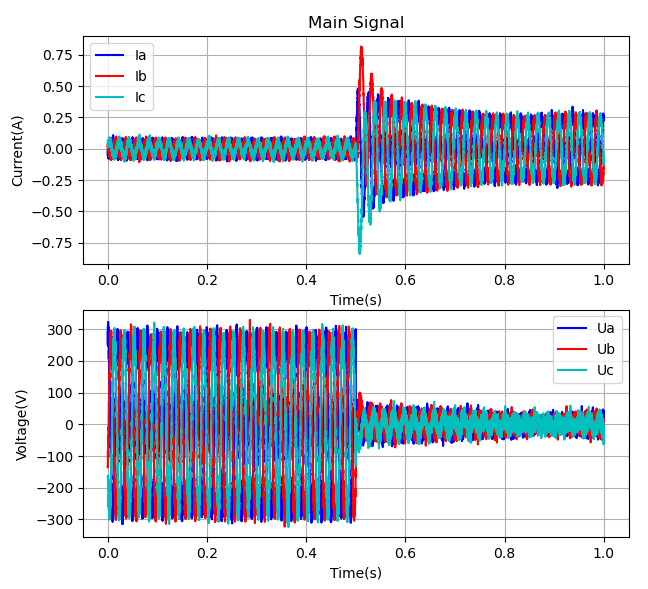 Main Signal
Current(A)
0.75
0.50
0.25
0.00
−0.25
−0.50
−0.75
Ia
Ib
Ic
0.0 0.2 0.4 0.6 0.8 1.0
Time(s)
Voltage(V)
300
200
100
0
−100
−200
−300
Ua
Ub
Uc
0.0 0.2 0.4 0.6 0.8 1.0
Time(s)